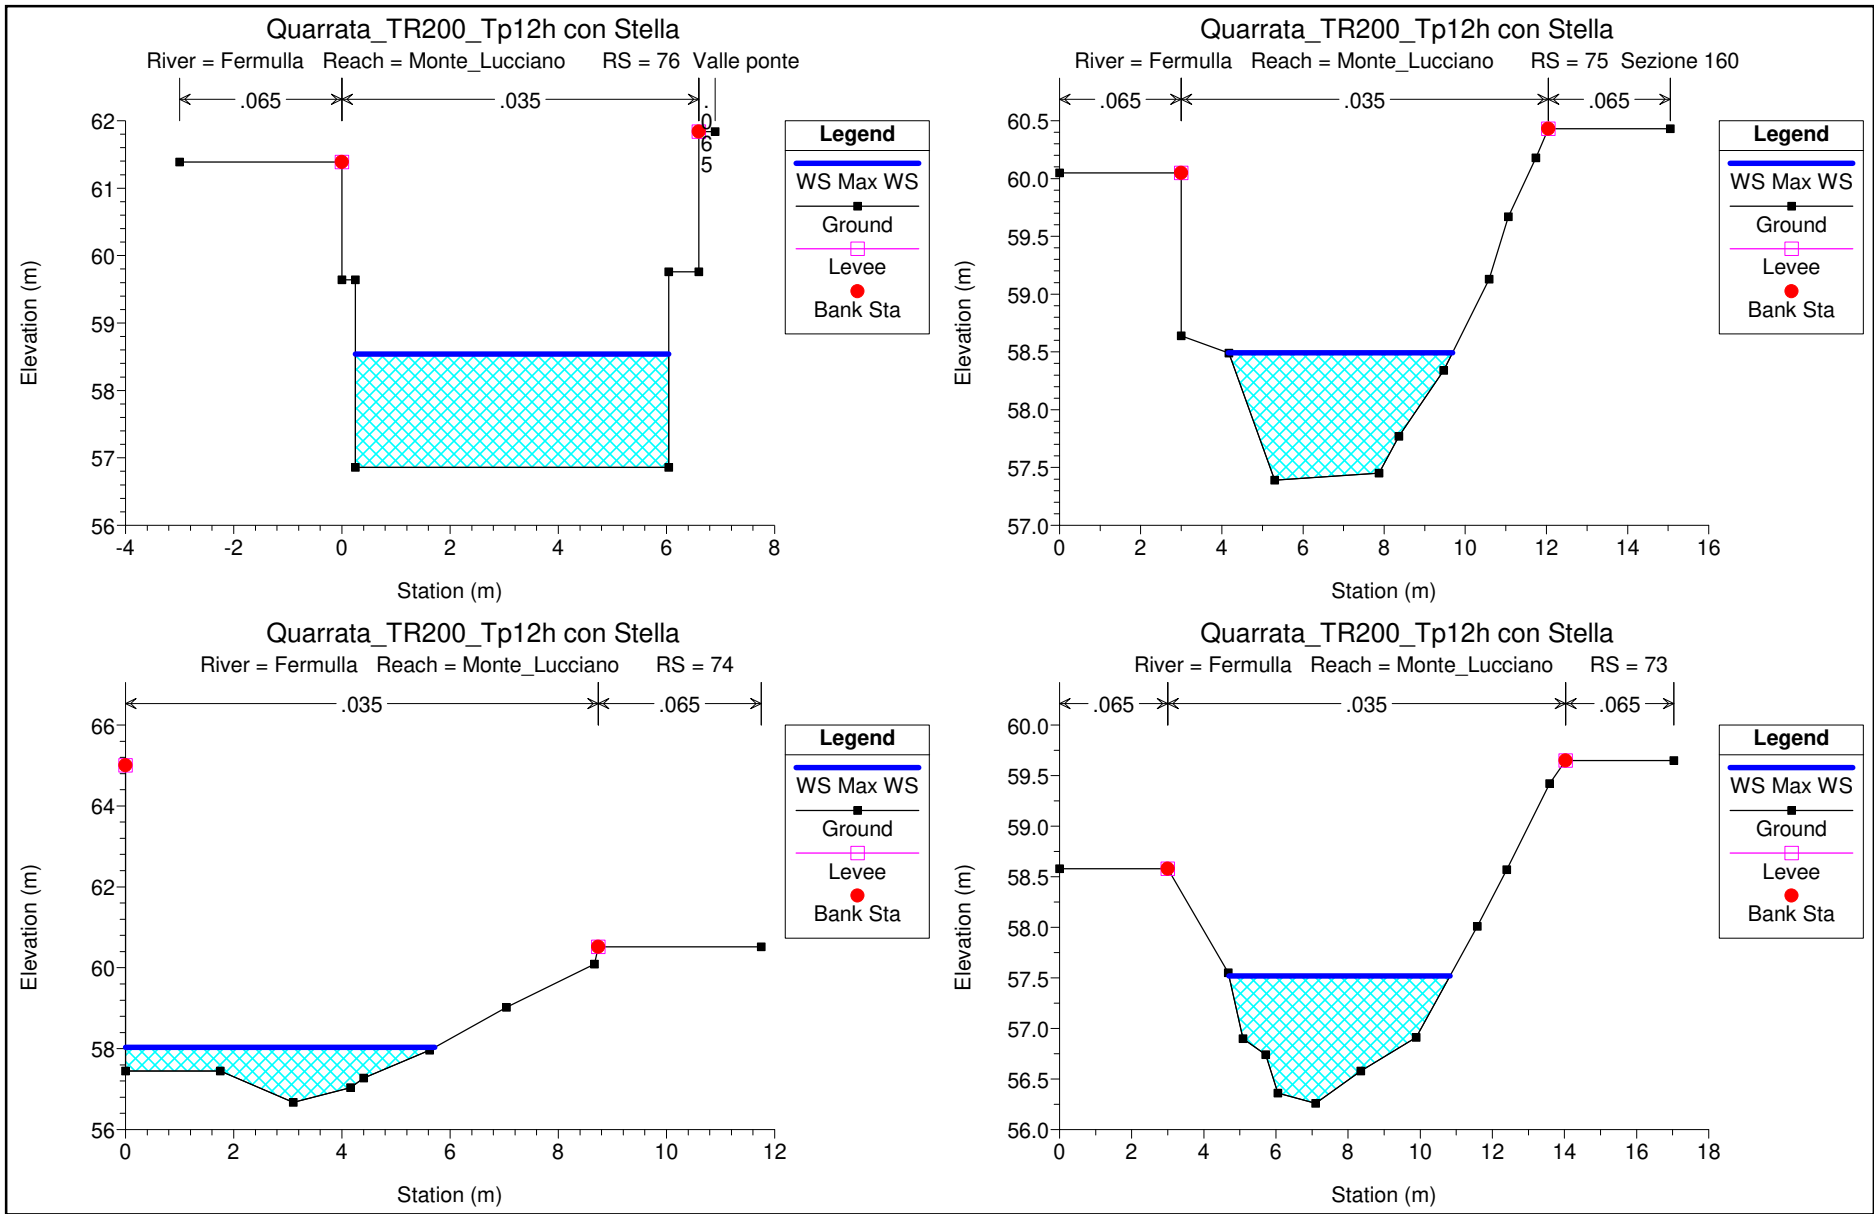 Quarrata_TR200_Tp12h con Stella
River = Fermulla Reach = Monte_Lucciano RS = 76 Valle ponte
.065
.035
.065
62
61
60
59
58
57
56
-4
-2
0
2
4
6
8
Station (m)
Elevation (m)
Legend
WS Max WS
Ground
Levee
Bank Sta
Quarrata_TR200_Tp12h con Stella
River = Fermulla Reach = Monte_Lucciano RS = 75 Sezione 160
.065
.035
.065
60.5
60.0
59.5
59.0
58.5
58.0
57.5
57.0
0
2
4
6
8
10
12
14
16
Station (m)
Elevation (m)
Legend
WS Max WS
Ground
Levee
Bank Sta
Quarrata_TR200_Tp12h con Stella
River = Fermulla Reach = Monte_Lucciano RS = 74
.035
.065
66
64
62
60
58
56
0
2
4
6
8
10
12
Station (m)
Elevation (m)
Legend
WS Max WS
Ground
Levee
Bank Sta
Quarrata_TR200_Tp12h con Stella
River = Fermulla Reach = Monte_Lucciano RS = 73
.065
.035
.065
60.0
59.5
59.0
58.5
58.0
57.5
57.0
56.5
56.0
0
2
4
6
8
10
12
14
16
18
Station (m)
Elevation (m)
Legend
WS Max WS
Ground
Levee
Bank Sta